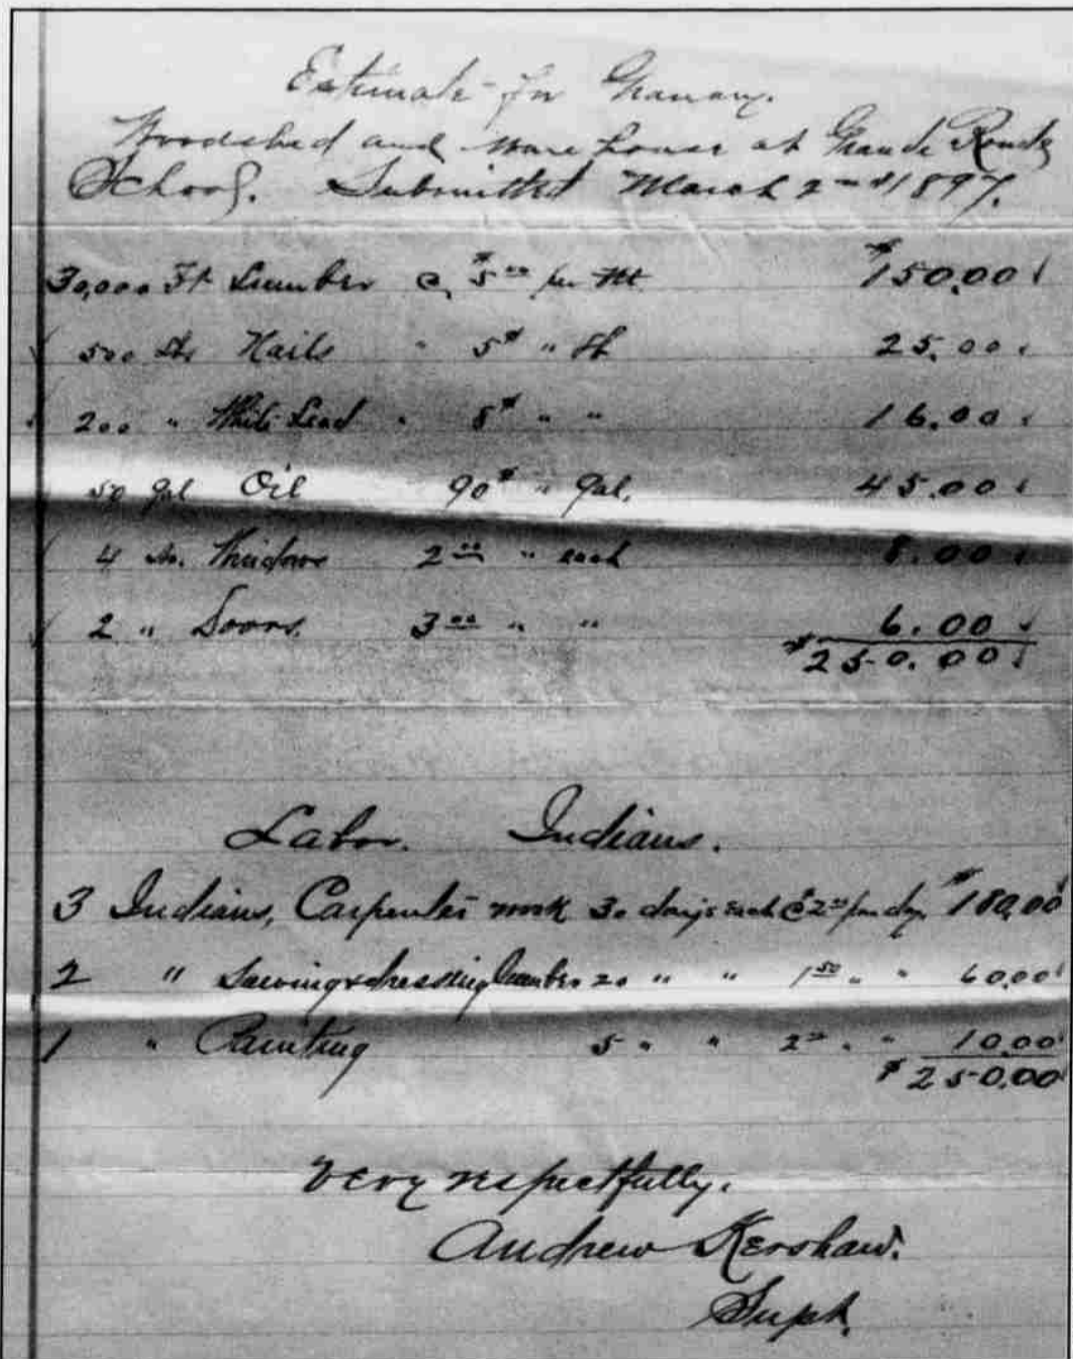 Estimate for Granary.
Woodshed and ware house at Grande Ronde
School. Submitted March 2nd 1897.
30,000 Ft Lumber @ $5.00 per M $150.00
500 lbs Nails " 5¢ " lb 25.00
200 " White Lead " 8¢ " " 16.00
50 gal Oil 90¢ " Gal. 45.00
4 Windows 2.00 " each 8.00
2 " Doors. 3.00 " " 6.00
$250.00
Labor. Indians.
3 Indians, Carpenter work 30 days each @ $2.00 per day $180.00
2 " Sawing & dressing lumber 20 " " 1.50 " " 60.00
1 " Painting 5 " " 2.00 " " 10.00
$250.00
Very respectfully.
Andrew Kershaw.
Supt.